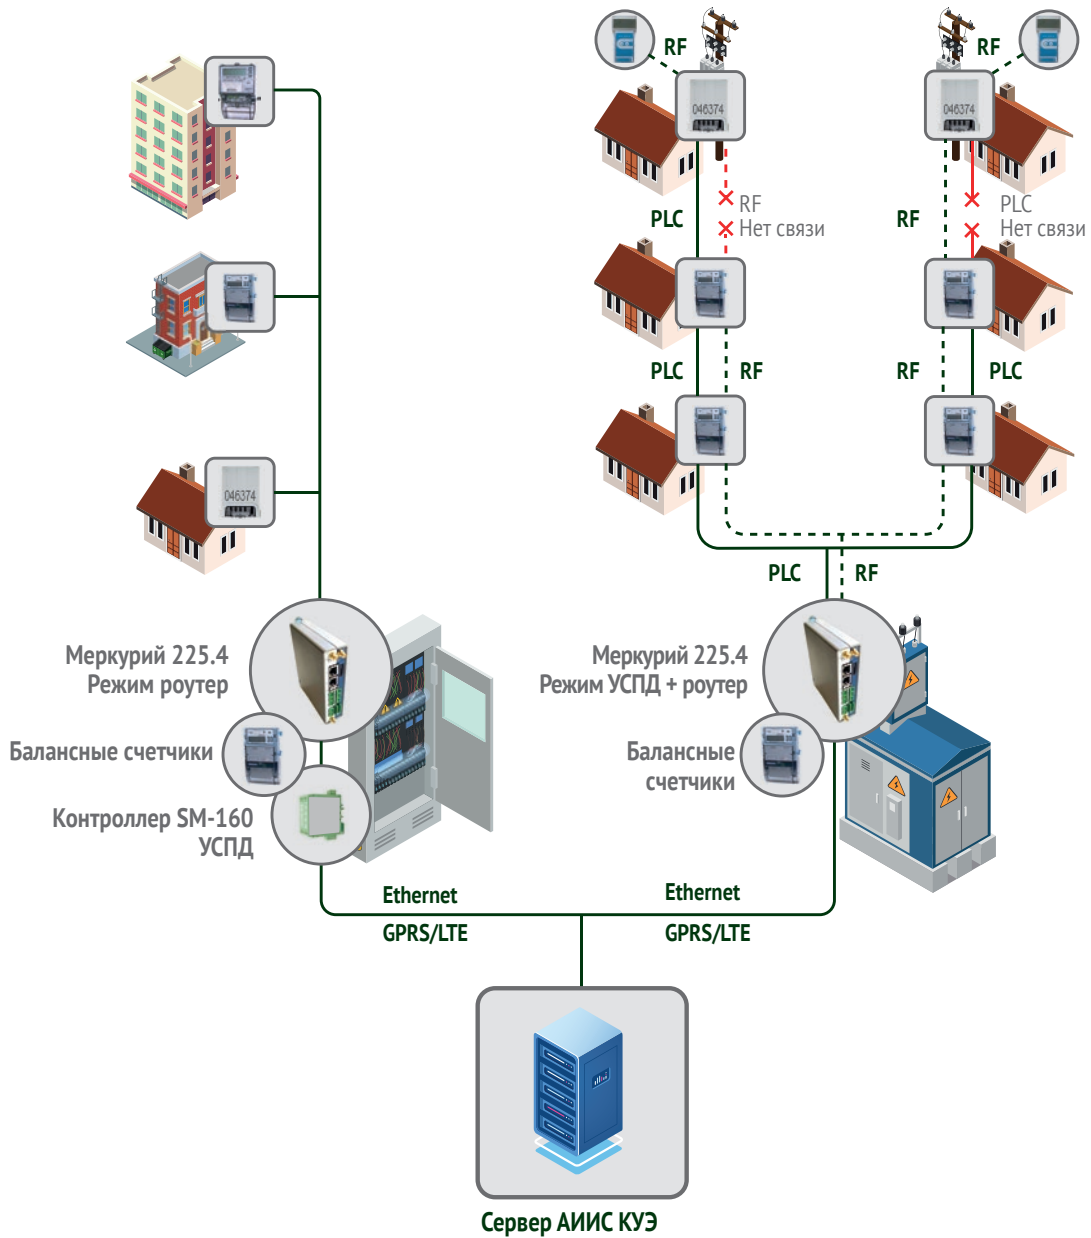 RF
RF
046374
046374
RF
Нет связи
PLC
PLC
Нет связи
RF
PLC
RF
RF
PLC
046374
PLC
RF
Меркурий 225.4
Режим роутер
Меркурий 225.4
Режим УСПД + роутер
Балансные счетчики
Балансные
счетчики
Контроллер SM-160
УСПД
Ethernet
GPRS/LTE
Ethernet
GPRS/LTE
Сервер АИИС КУЭ